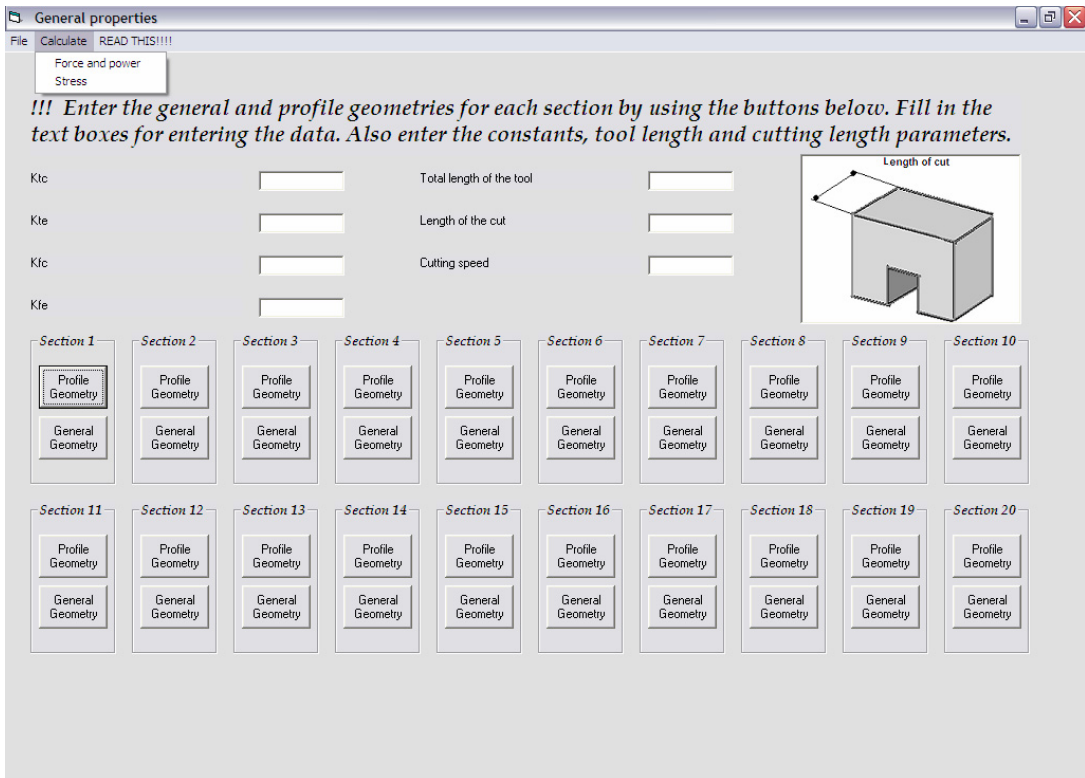 General properties
File Calculate READ THIS!!!!
Force and power
Stress
!!! Enter the general and profile geometries for each section by using the buttons below. Fill in the
text boxes for entering the data. Also enter the constants, tool length and cutting length parameters.
Ktc Total length of the tool
Length of cut
Kte Length of the cut
Kfc Cutting speed
Kfe
Section 1 Section 2 Section 3 Section 4 Section 5 Section 6 Section 7 Section 8 Section 9 Section 10
Profile Profile Profile Profile Profile Profile Profile Profile Profile Profile
Geometry Geometry Geometry Geometry Geometry Geometry Geometry Geometry Geometry Geometry
General General General General General General General General General General
Geometry Geometry Geometry Geometry Geometry Geometry Geometry Geometry Geometry Geometry
Section 11 Section 12 Section 13 Section 14 Section 15 Section 16 Section 17 Section 18 Section 19 Section 20
Profile Profile Profile Profile Profile Profile Profile Profile Profile Profile
Geometry Geometry Geometry Geometry Geometry Geometry Geometry Geometry Geometry Geometry
General General General General General General General General General General
Geometry Geometry Geometry Geometry Geometry Geometry Geometry Geometry Geometry Geometry